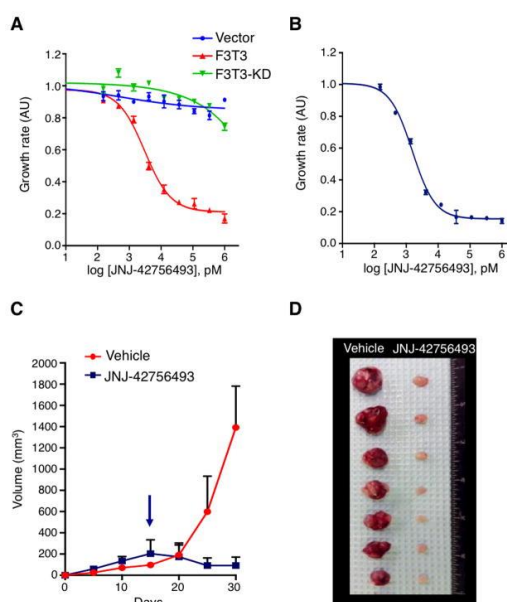 A
Vector
F3T3
F3T3-KD
Growth rate (AU)
1.2
1.0
0.8
0.6
0.4
0.2
0.0
1 2 3 4 5 6
log [JNJ-42756493], pM
B
Growth rate (AU)
1.2
1.0
0.8
0.6
0.4
0.2
0.0
1 2 3 4 5 6
log [JNJ-42756493], pM
C
Vehicle
JNJ-42756493
Volume (mm³)
2000
1800
1600
1400
1200
1000
800
600
400
200
0
0 10 20 30
Days
D
Vehicle JNJ-42756493